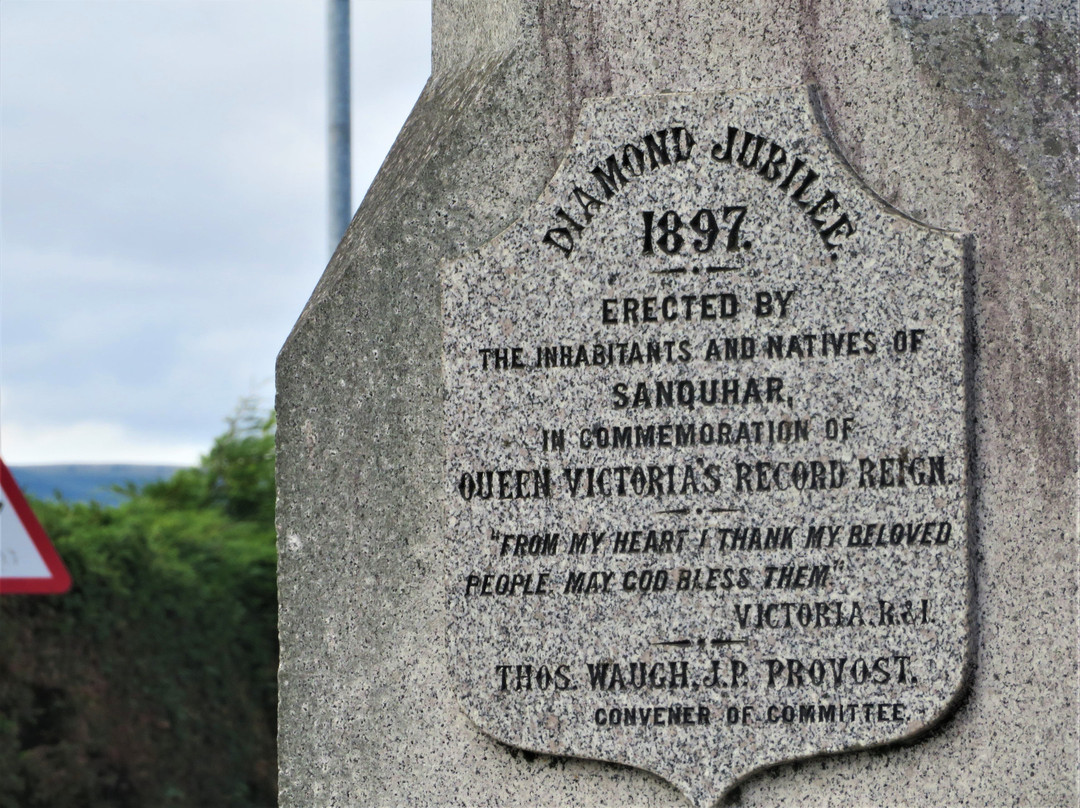 DIAMOND JUBILEE.
1897.
ERECTED BY
THE INHABITANTS AND NATIVES OF
SANQUHAR,
IN COMMEMORATION OF
QUEEN VICTORIA'S RECORD REIGN.
"FROM MY HEART I THANK MY BELOVED
PEOPLE. MAY GOD BLESS THEM"
VICTORIA. R.&I.
THOS. WAUGH. J.P. PROVOST,
CONVENER OF COMMITTEE.